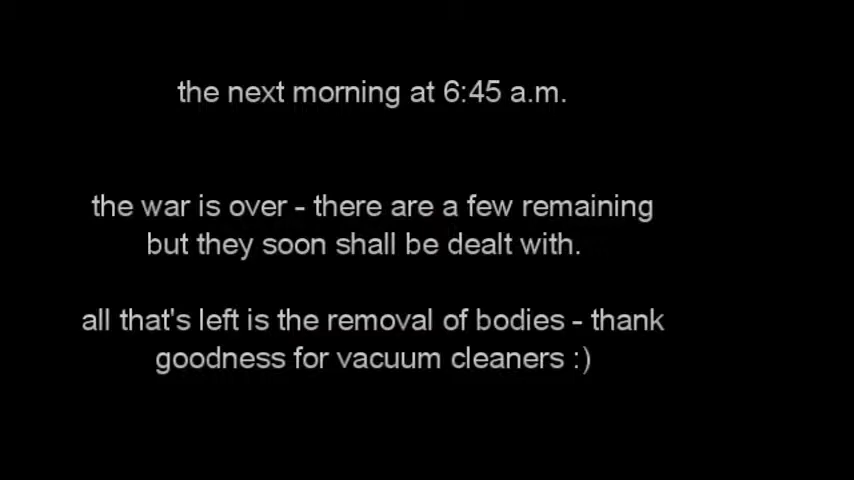 the next morning at 6:45 a.m.
the war is over - there are a few remaining
but they soon shall be dealt with.
all that's left is the removal of bodies - thank
goodness for vacuum cleaners :)